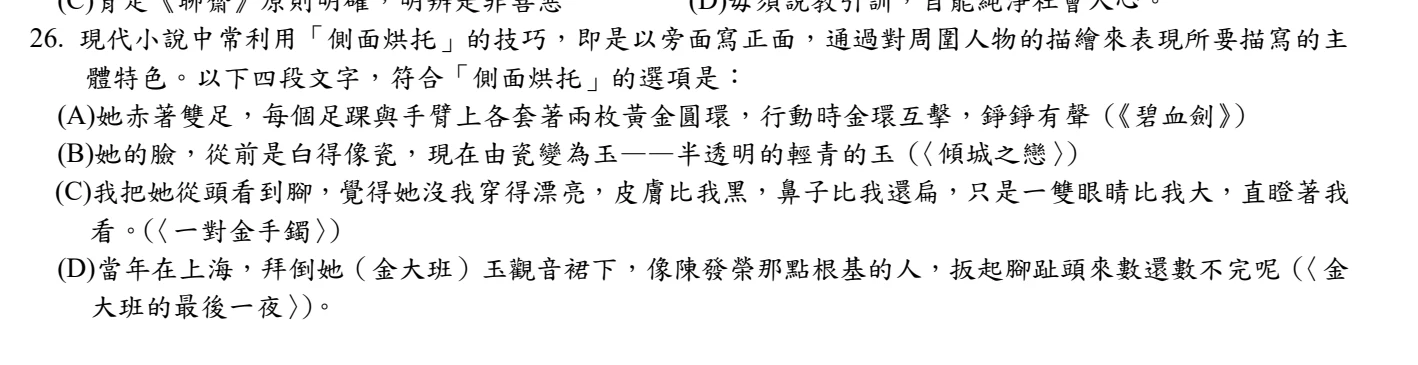 (C)肯定《聊齋》原則明確，明辨是非善惡 (D)毋須說教引訓，自能純淨社會人心。
26. 現代小說中常利用「側面烘托」的技巧，即是以旁面寫正面，通過對周圍人物的描繪來表現所要描寫的主
體特色。以下四段文字，符合「側面烘托」的選項是：
(A)她赤著雙足，每個足踝與手臂上各套著兩枚黃金圓環，行動時金環互擊，錚錚有聲（《碧血劍》）
(B)她的臉，從前是白得像瓷，現在由瓷變為玉——半透明的輕青的玉（〈傾城之戀〉）
(C)我把她從頭看到腳，覺得她沒我穿得漂亮，皮膚比我黑，鼻子比我還扁，只是一雙眼睛比我大，直瞪著我
看。(〈一對金手鐲〉)
(D)當年在上海，拜倒她（金大班）玉觀音裙下，像陳發榮那點根基的人，扳起腳趾頭來數還數不完呢（〈金
大班的最後一夜〉)。